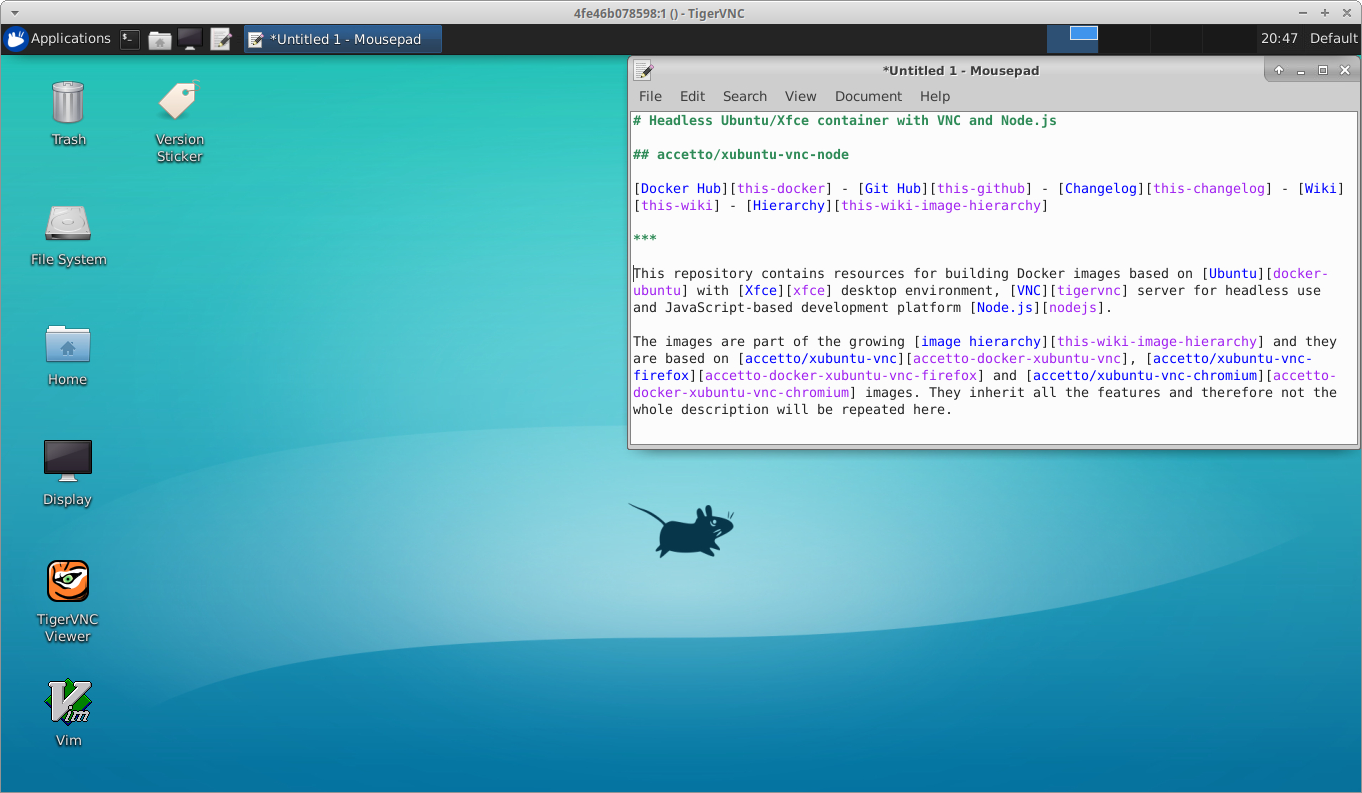 4fe46b078598:1 () - TigerVNC
Applications
*Untitled 1 - Mousepad
20:47
Default
Trash
Version
Sticker
File System
Home
Display
TigerVNC
Viewer
Vim
*Untitled 1 - Mousepad
File Edit Search View Document Help
# Headless Ubuntu/Xfce container with VNC and Node.js
## accetto/xubuntu-vnc-node
[Docker Hub][this-docker] - [Git Hub][this-github] - [Changelog][this-changelog] - [Wiki]
[this-wiki] - [Hierarchy][this-wiki-image-hierarchy]
***
This repository contains resources for building Docker images based on [Ubuntu][docker-
ubuntu] with [Xfce][xfce] desktop environment, [VNC][tigervnc] server for headless use
and JavaScript-based development platform [Node.js][nodejs].
The images are part of the growing [image hierarchy][this-wiki-image-hierarchy] and they
are based on [accetto/xubuntu-vnc][accetto-docker-xubuntu-vnc], [accetto/xubuntu-vnc-
firefox][accetto-docker-xubuntu-vnc-firefox] and [accetto/xubuntu-vnc-chromium][accetto-
docker-xubuntu-vnc-chromium] images. They inherit all the features and therefore not the
whole description will be repeated here.